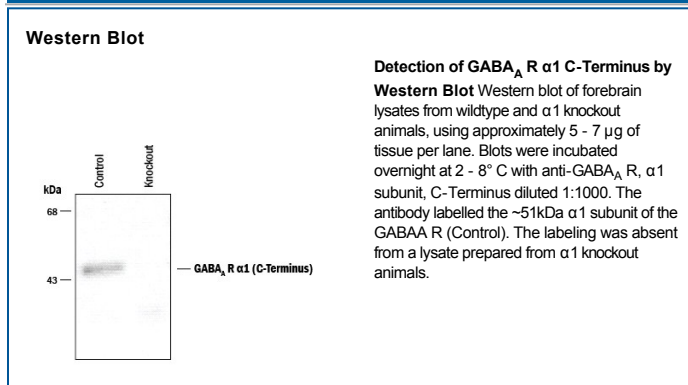 Western Blot
Control
Knockout
kDa
68
43
GABA_A R α1 (C-Terminus)
Detection of GABA_A R α1 C-Terminus by
Western Blot Western blot of forebrain
lysates from wildtype and α1 knockout
animals, using approximately 5 - 7 µg of
tissue per lane. Blots were incubated
overnight at 2 - 8° C with anti-GABA_A R, α1
subunit, C-Terminus diluted 1:1000. The
antibody labelled the ~51kDa α1 subunit of the
GABAA R (Control). The labeling was absent
from a lysate prepared from α1 knockout
animals.